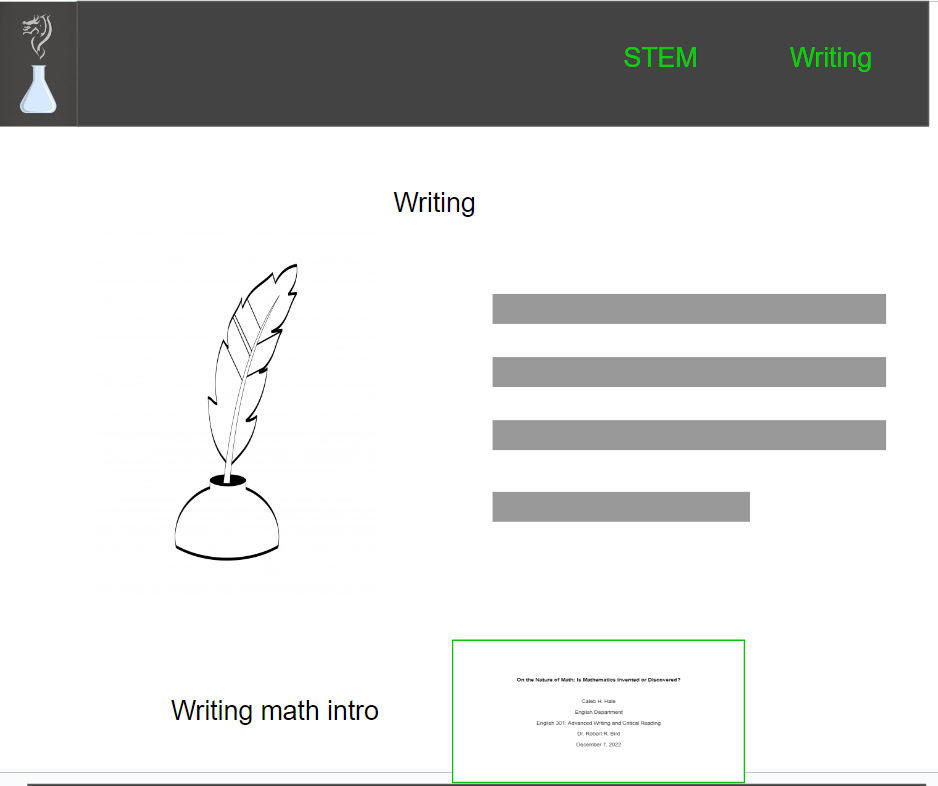 STEM
Writing
Writing
Writing math intro
On the Nature of Math: Is Mathematics Invented or Discovered?
Caleb H. Hale
English Department
English 301: Advanced Writing and Critical Reading
Dr. Robert R. Bird
December 7, 2022